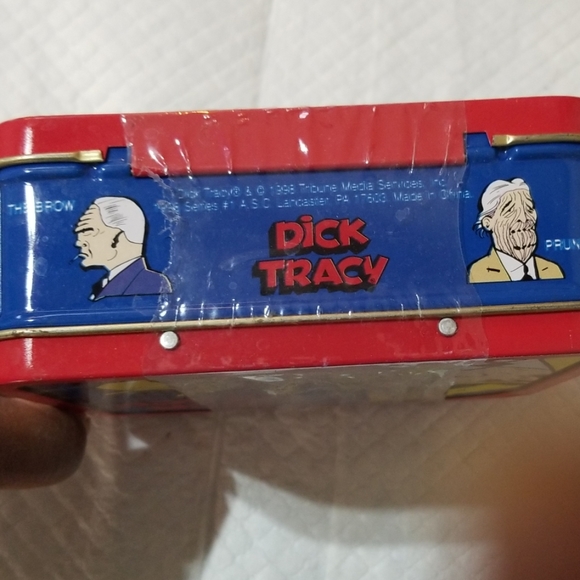 Dick Tracy® & © 1998 Tribune Media Services, Inc.
Series #1 A.S.D. Lancaster, PA 17603. Made in China.
THE BROW
DiCK
TRACY
PRUN